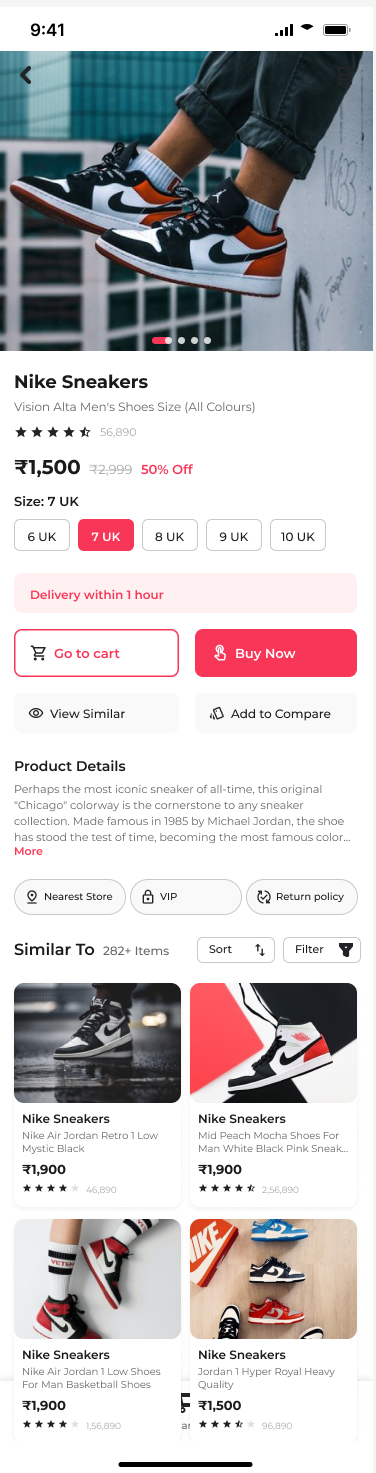 9:41
Nike Sneakers
Vision Alta Men's Shoes Size (All Colours)
56,890
₹1,500 ₹2,999 50% Off
Size: 7 UK
6 UK 7 UK 8 UK 9 UK 10 UK
Delivery within 1 hour
Go to cart Buy Now
View Similar Add to Compare
Product Details
Perhaps the most iconic sneaker of all-time, this original
"Chicago" colorway is the cornerstone to any sneaker
collection. Made famous in 1985 by Michael Jordan, the shoe
has stood the test of time, becoming the most famous color...
More
Nearest Store VIP Return policy
Similar To 282+ Items Sort Filter
Nike Sneakers
Nike Air Jordan Retro 1 Low
Mystic Black
₹1,900
46,890
Nike Sneakers
Mid Peach Mocha Shoes For
Man White Black Pink Sneak...
₹1,900
2,56,890
VETEM
Nike Sneakers
Nike Air Jordan 1 Low Shoes
For Man Basketball Shoes
₹1,900
1,56,890
NIKE
Nike Sneakers
Jordan 1 Hyper Royal Heavy
Quality
₹1,500
96,890